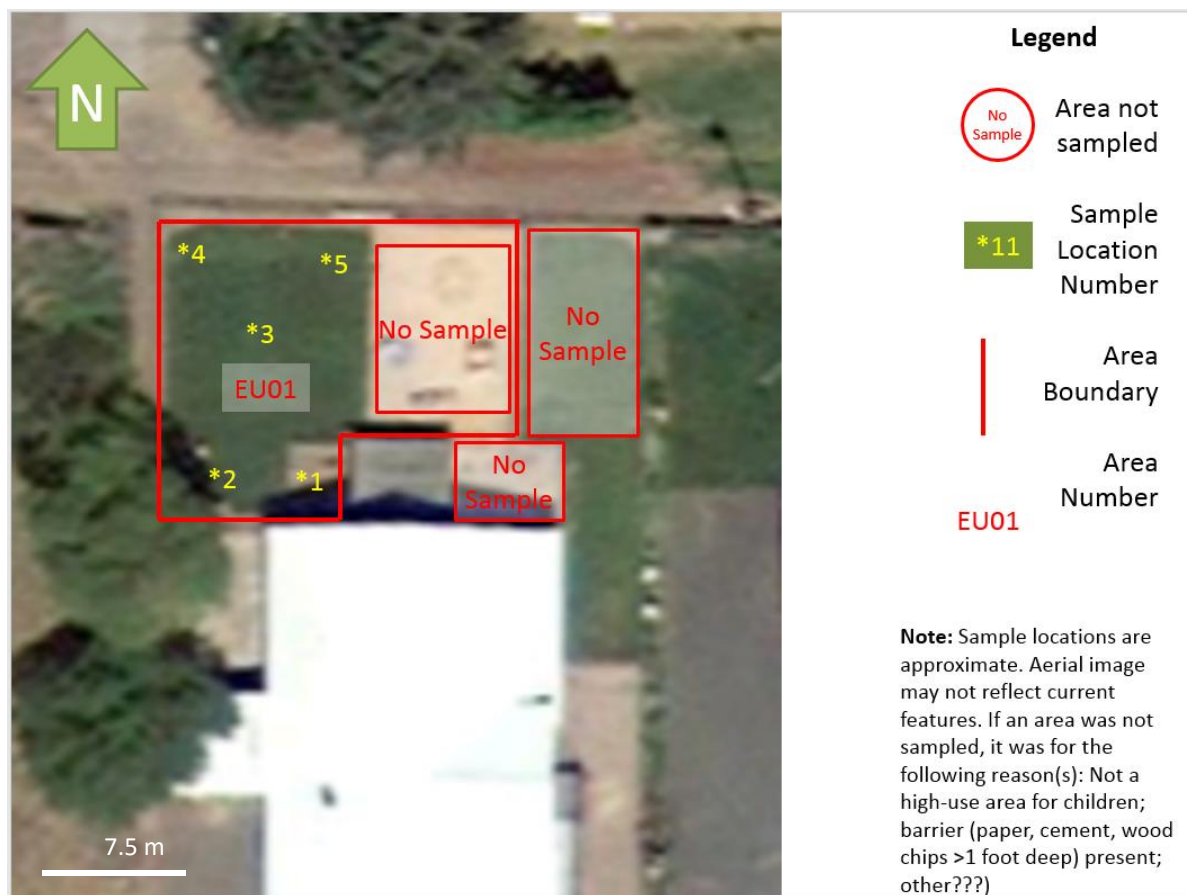 N
*4
*5
*3
EU01
*2
*1
No Sample
No
Sample
No
Sample
7.5 m
Legend
No
Sample
Area not
sampled
*11
Sample
Location
Number
Area
Boundary
EU01
Area
Number
Note: Sample locations are
approximate. Aerial image
may not reflect current
features. If an area was not
sampled, it was for the
following reason(s): Not a
high-use area for children;
barrier (paper, cement, wood
chips >1 foot deep) present;
other???)